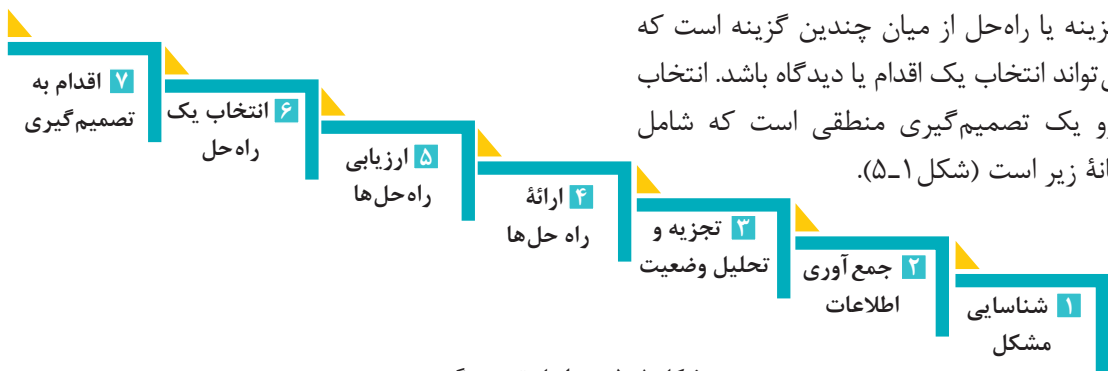 گزینه یا راه‌حل از میان چندین گزینه است که
می‌تواند انتخاب یک اقدام یا دیدگاه باشد. انتخاب
یک تصمیم‌گیری منطقی است که شامل
زیر است (شکل ۱ـ۵).
۱ شناسایی
مشکل
۲ جمع‌آوری
اطلاعات
۳ تجزیه و
تحلیل وضعیت
۴ ارائهٔ
راه حل‌ها
۵ ارزیابی
راه‌حل‌ها
۶ انتخاب یک
راه‌حل
۷ اقدام به
تصمیم‌گیری